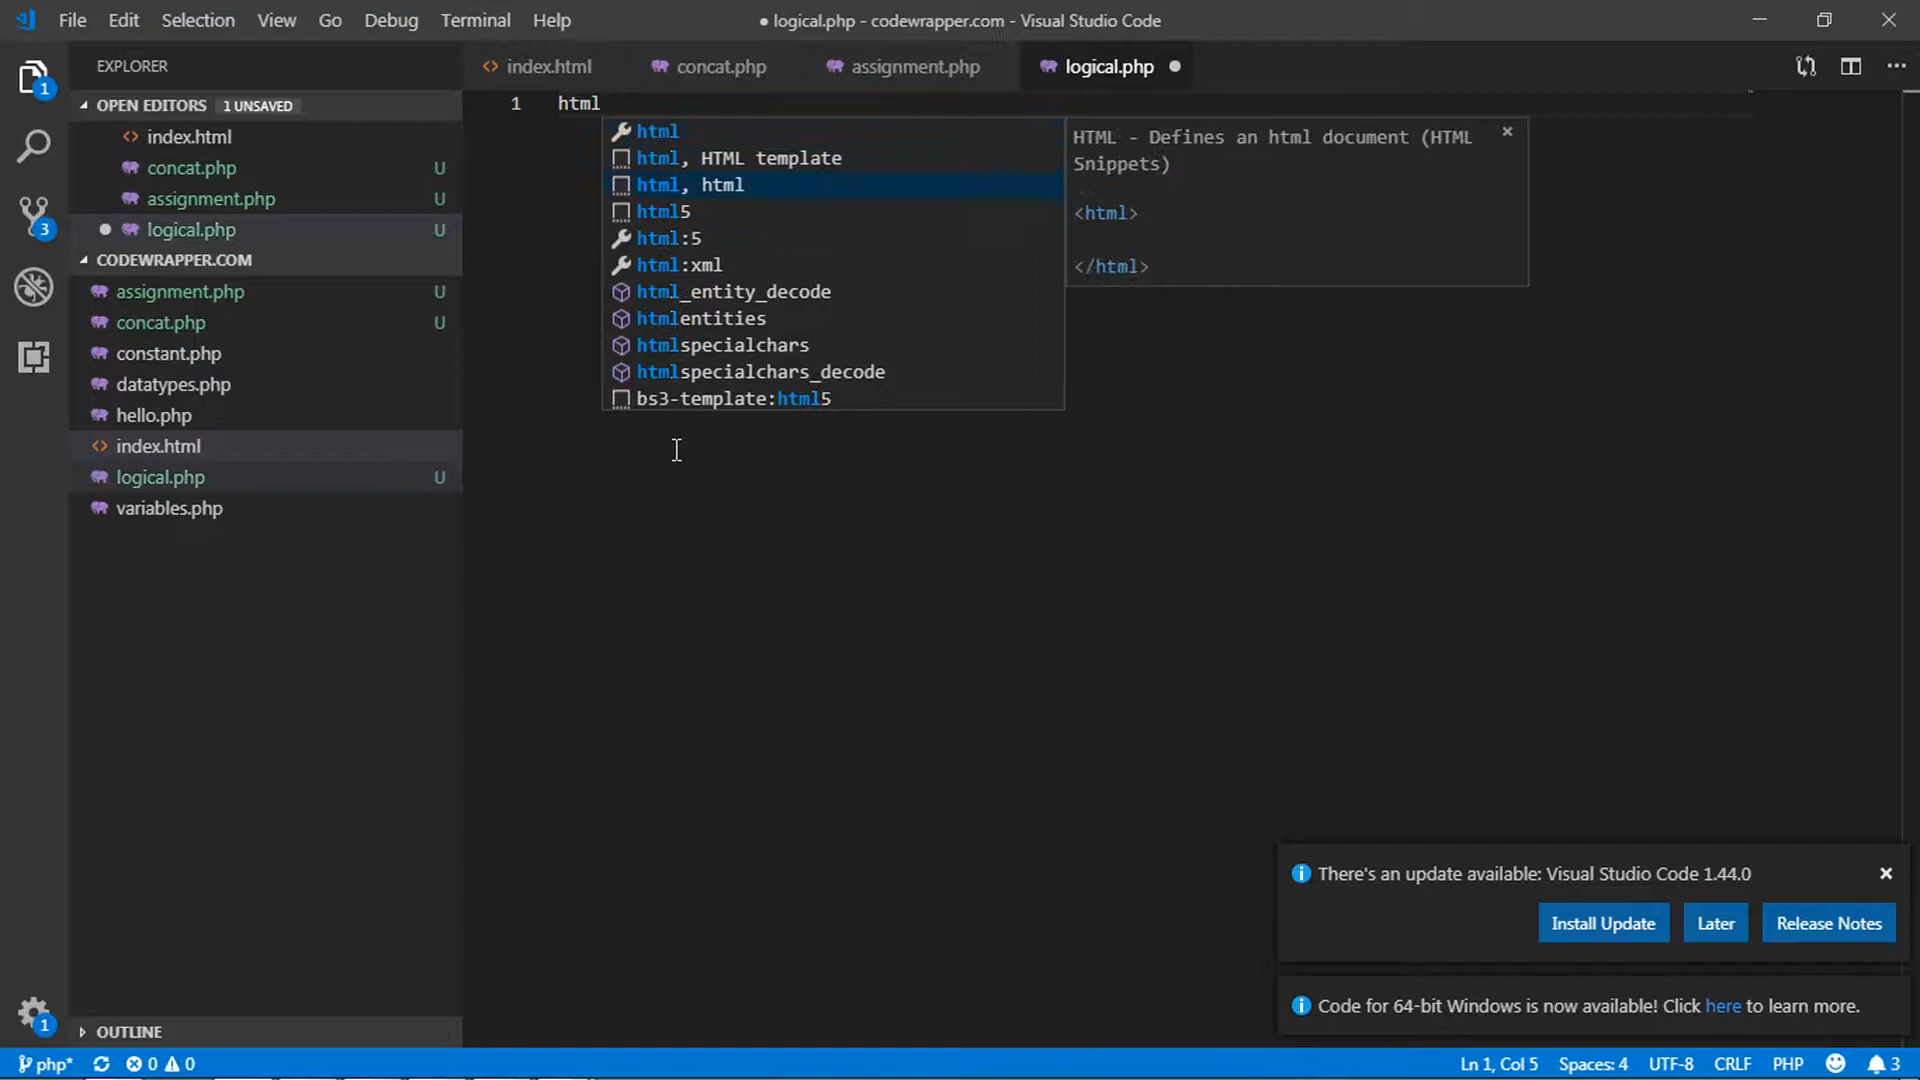 File Edit Selection View Go Debug Terminal Help ● logical.php - codewrapper.com - Visual Studio Code
EXPLORER
index.html concat.php assignment.php logical.php
OPEN EDITORS 1 UNSAVED
index.html
concat.php U
assignment.php U
logical.php U
CODEWRAPPER.COM
assignment.php U
concat.php U
constant.php
datatypes.php
hello.php
index.html
logical.php U
variables.php
OUTLINE
1
3
1
1 html
html
html, HTML template
html, html
html5
html:5
html:xml
html_entity_decode
htmlentities
htmlspecialchars
htmlspecialchars_decode
bs3-template:html5
HTML - Defines an html document (HTML
Snippets)
<html>
</html>
There's an update available: Visual Studio Code 1.44.0
Install Update Later Release Notes
Code for 64-bit Windows is now available! Click here to learn more.
php* 0 0 Ln 1, Col 5 Spaces: 4 UTF-8 CRLF PHP 3